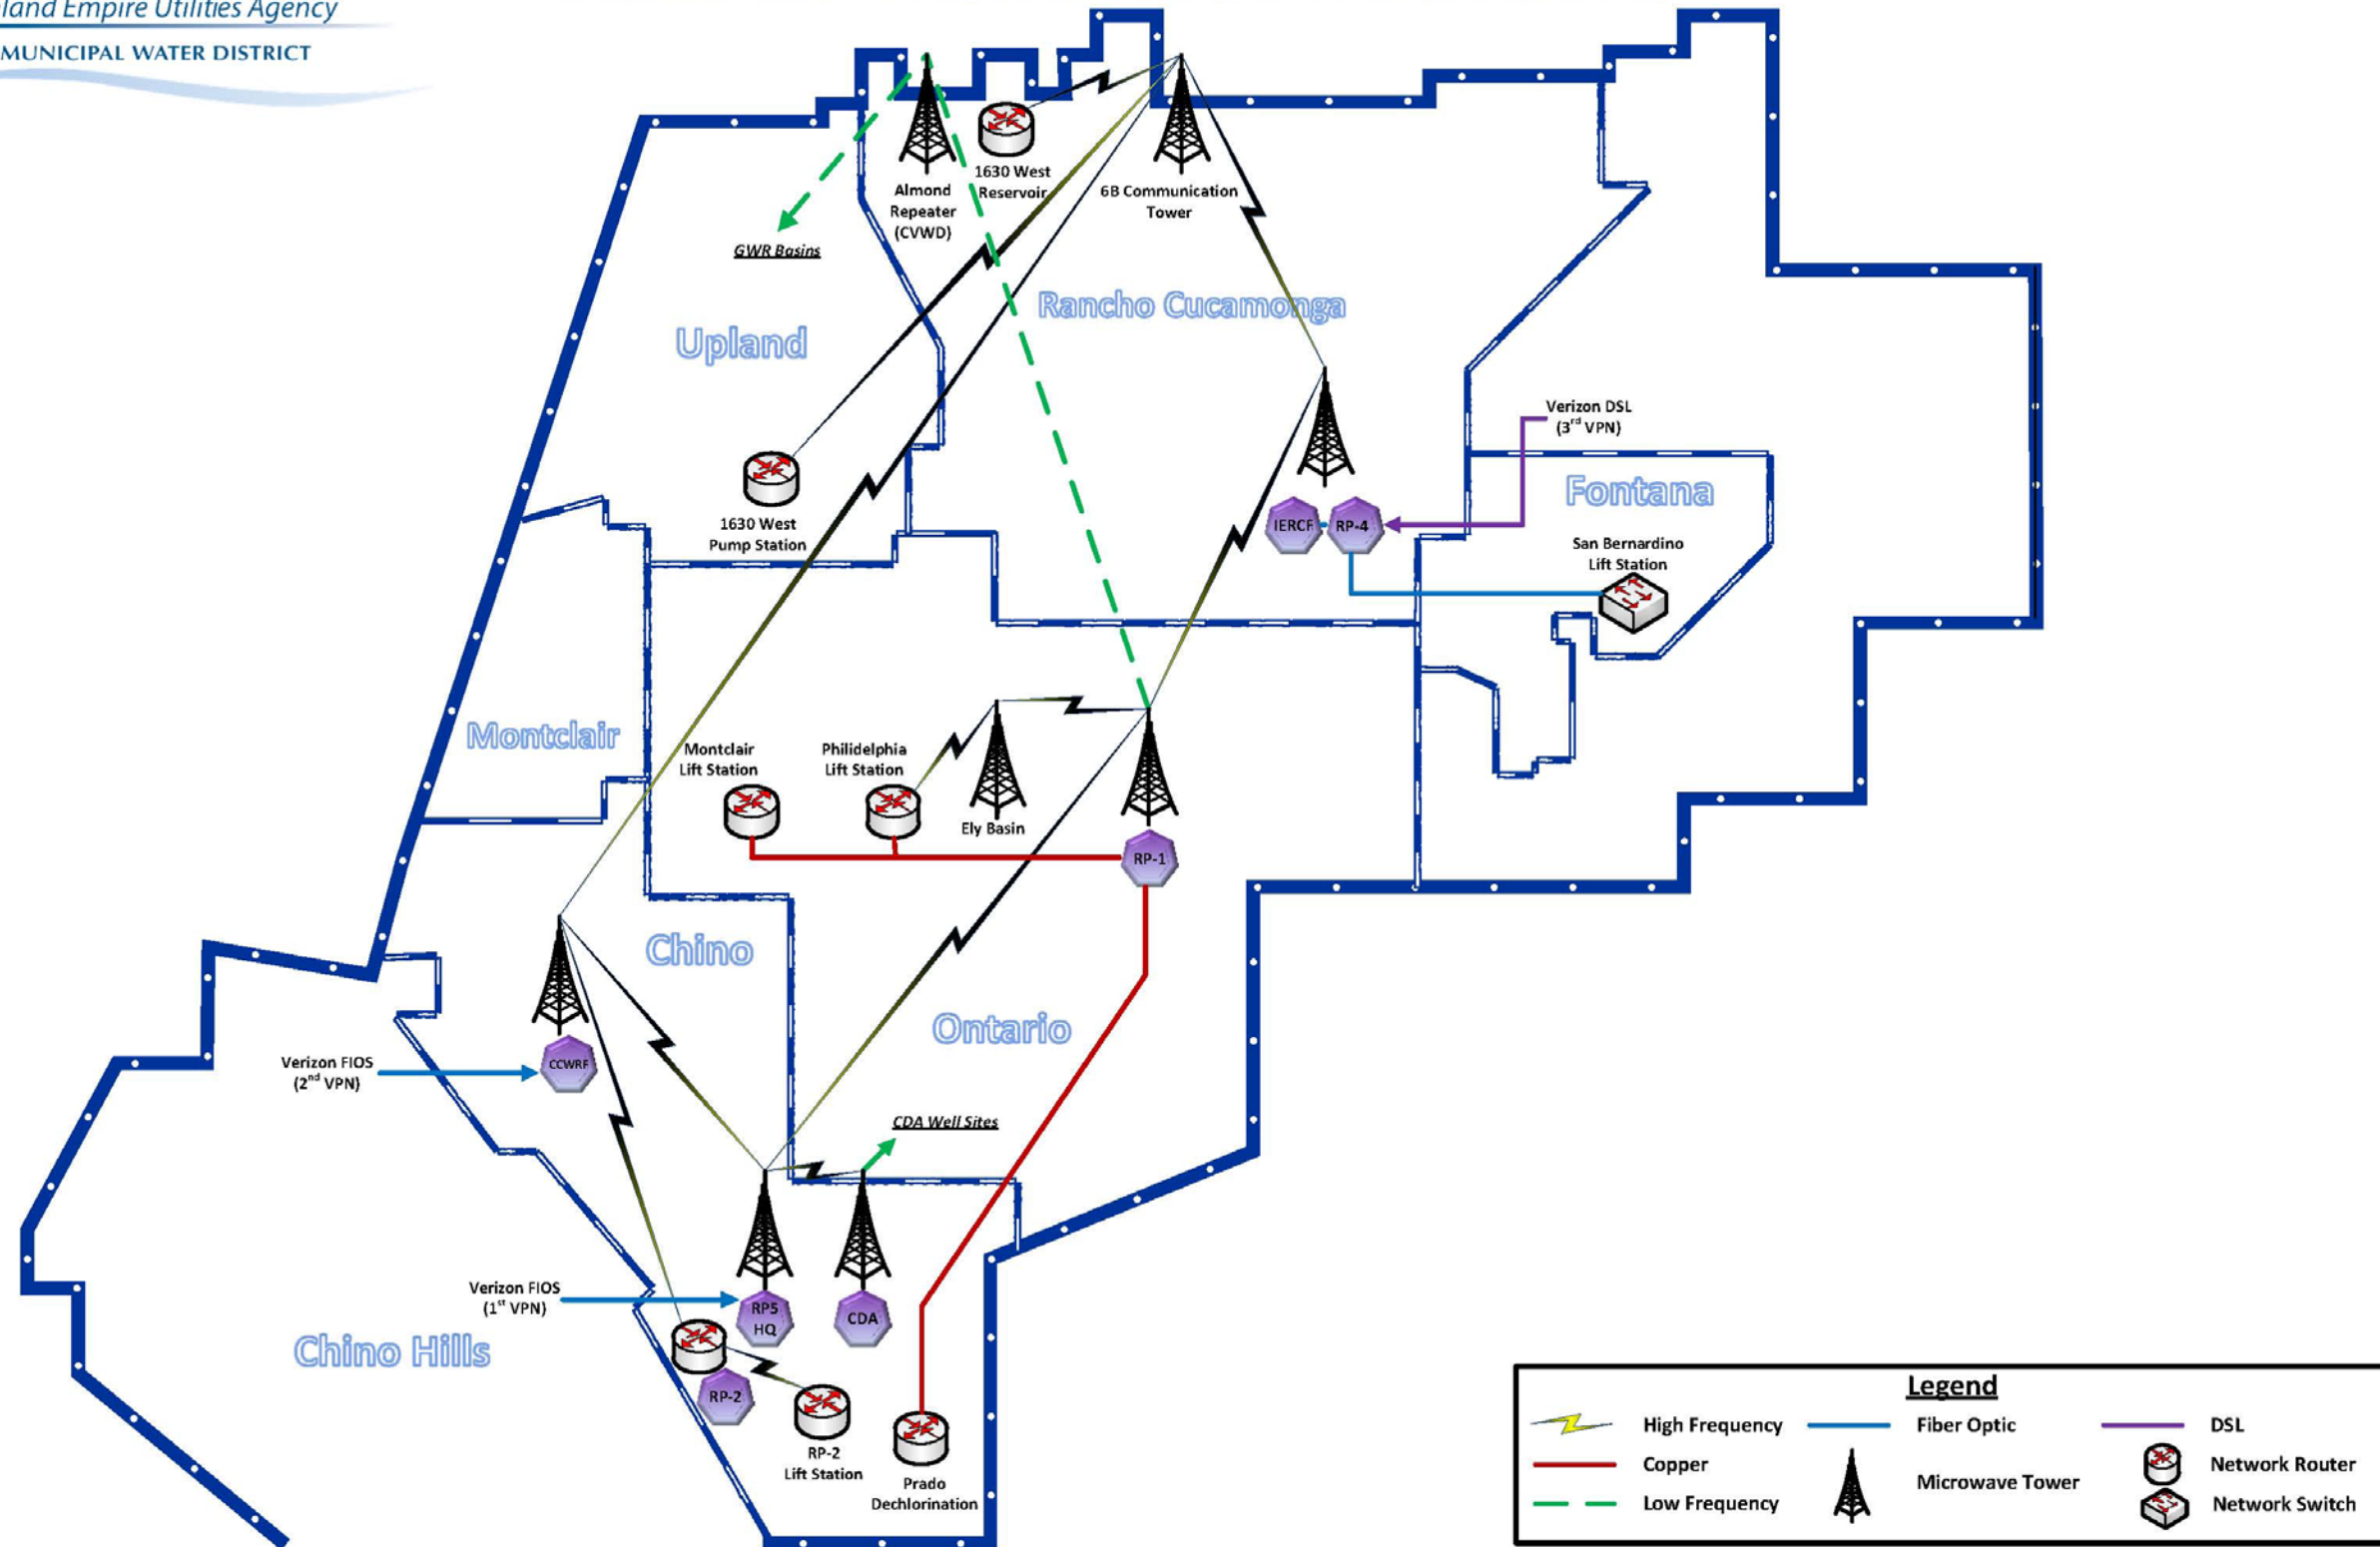 land Empire Utilities Agency
MUNICIPAL WATER DISTRICT
Almond
Repeater
(CVWD)
1630 West
Reservoir
6B Communication
Tower
GWR Basins
Rancho Cucamonga
Upland
Verizon DSL
(3rd VPN)
Fontana
1630 West
Pump Station
IERCF
RP-4
San Bernardino
Lift Station
Montclair
Montclair
Lift Station
Philidelphia
Lift Station
Ely Basin
RP-1
Chino
Ontario
Verizon FIOS
(2nd VPN)
CCWRF
CDA Well Sites
Verizon FIOS
(1st VPN)
RP5
HQ
CDA
Chino Hills
RP-2
RP-2
Lift Station
Prado
Dechlorination
Legend
High Frequency
Fiber Optic
DSL
Copper
Microwave Tower
Network Router
Low Frequency
Network Switch